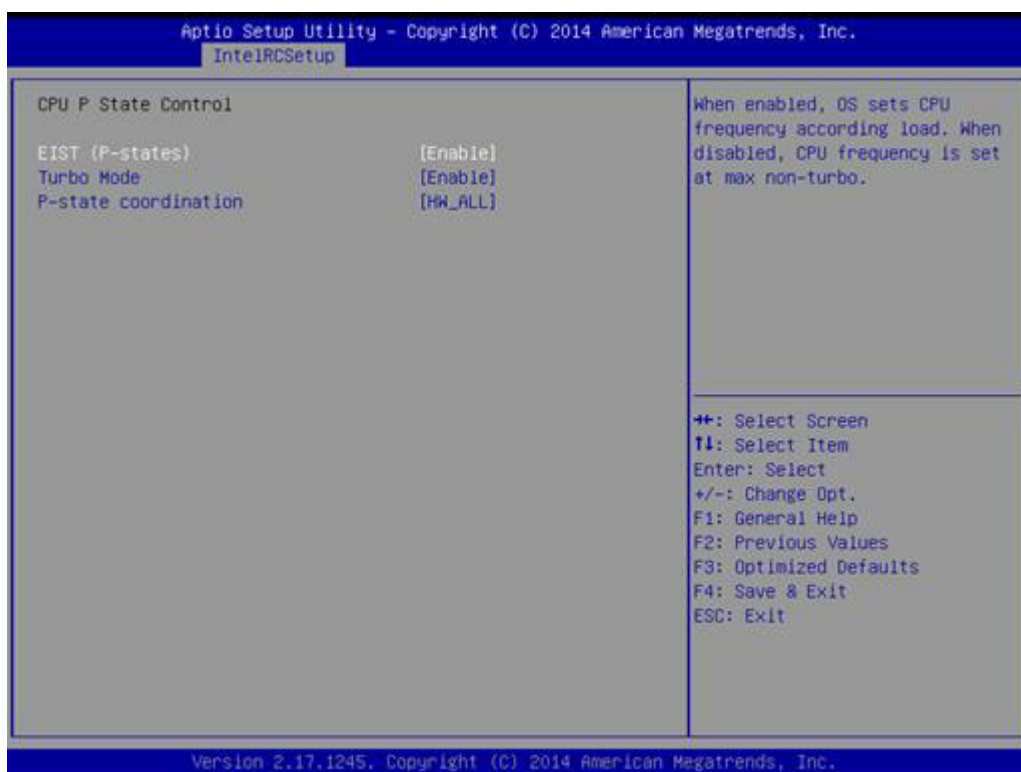 Aptio Setup Utility - Copyright (C) 2014 American Megatrends, Inc.
IntelRCSetup
CPU P State Control
EIST (P-states) [Enable]
Turbo Mode [Enable]
P-state coordination [HW_ALL]
When enabled, OS sets CPU
frequency according load. When
disabled, CPU frequency is set
at max non-turbo.
→←: Select Screen
↑↓: Select Item
Enter: Select
+/-: Change Opt.
F1: General Help
F2: Previous Values
F3: Optimized Defaults
F4: Save & Exit
ESC: Exit
Version 2.17.1245. Copyright (C) 2014 American Megatrends, Inc.